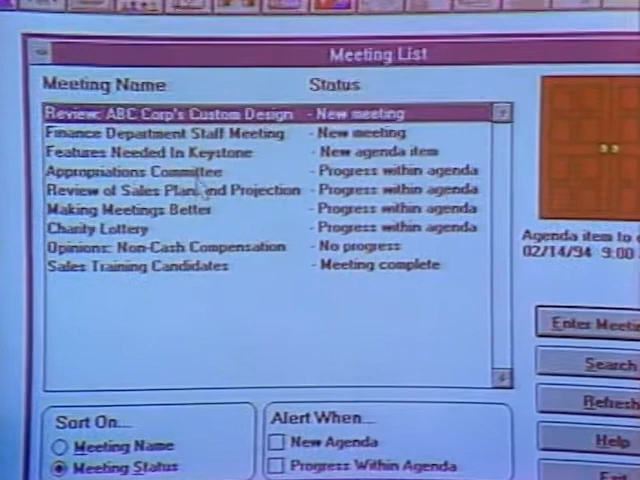 Meeting List
Meeting Name Status
Review: ABC Corp's Custom Design - New meeting
Finance Department Staff Meeting - New meeting
Features Needed In Keystone - New agenda item
Appropriations Committee - Progress within agenda
Review of Sales Plan and Projection - Progress within agenda
Making Meetings Better - Progress within agenda
Charity Lottery - Progress within agenda
Opinions: Non-Cash Compensation - No progress
Sales Training Candidates - Meeting complete
Agenda item to
02/14/94 9:00
Enter Meeti
Search
Refresh
Help
Exit
Sort On...
Meeting Name
Meeting Status
Alert When...
New Agenda
Progress Within Agenda